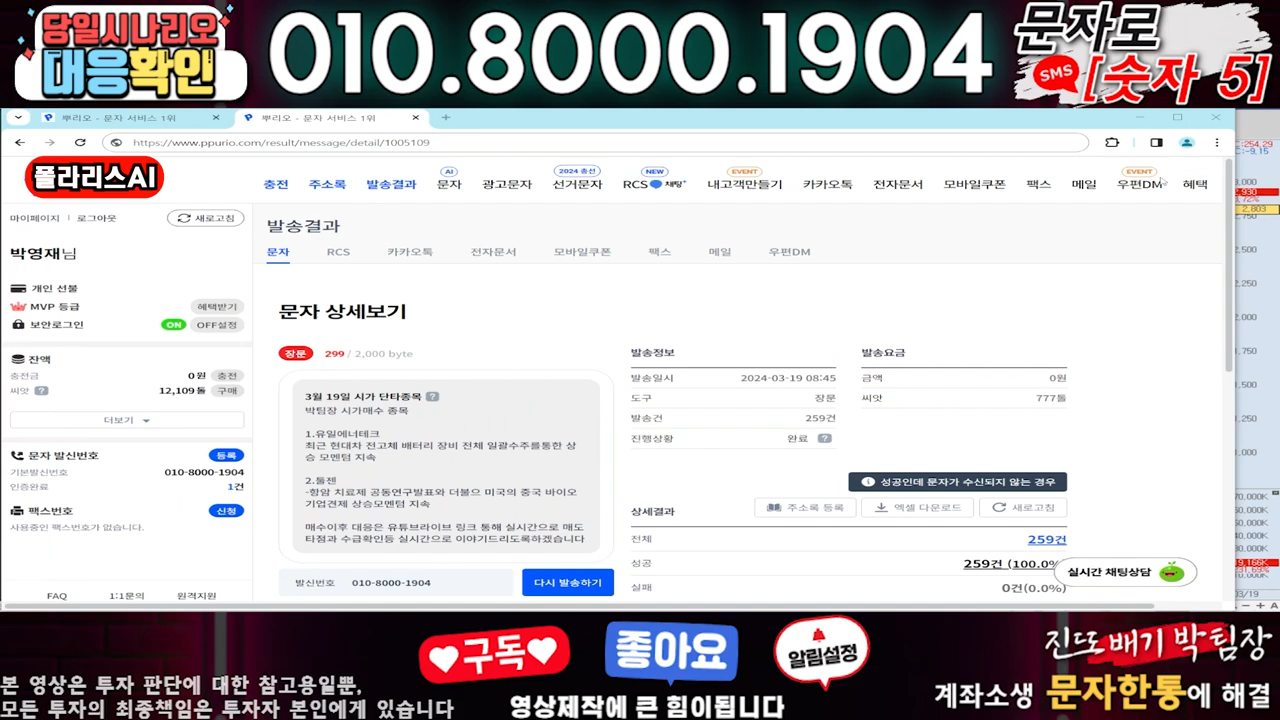 당일시나리오
대응확인
010.8000.1904
문자로
SMS
[숫자 5]
뿌리오 - 문자 서비스 1위
뿌리오 - 문자 서비스 1위
https://www.ppurio.com/result/message/detail/1005109
폴라리스AI
AI
2024 총선
NEW
EVENT
EVENT
충전 주소록 발송결과 문자 광고문자 선거문자 RCS 채팅+ 내고객만들기 카카오톡 전자문서 모바일쿠폰 팩스 메일 우편DM 혜택
마이페이지 | 로그아웃
새로고침
박영재님
개인 선불
MVP 등급
혜택받기
보안로그인
ON
OFF설정
잔액
충전금 0원 충전
씨앗 ? 12,109톨 구매
더보기
문자 발신번호 등록
기본발신번호 010-8000-1904
인증완료 1건
팩스번호 신청
사용중인 팩스번호가 없습니다.
FAQ 1:1문의 원격지원
발송결과
문자 RCS 카카오톡 전자문서 모바일쿠폰 팩스 메일 우편DM
문자 상세보기
장문 299 / 2,000 byte
3월 19일 시가 단타종목 ?
박팀장 시가매수 종목
1.유일에너테크
최근 현대차 전고체 배터리 장비 전체 일괄수주를통한 상
승 모멘텀 지속
2.툴젠
-항암 치료제 공동연구발표와 더불으 미국의 중국 바이오
기업견제 상승모멘텀 지속
매수이후 대응은 유튜브라이브 링크 통해 실시간으로 매도
타점과 수급확인등 실시간으로 이야기드리도록하겠습니다
발신번호 010-8000-1904
다시 발송하기
발송정보
발송일시 2024-03-19 08:45
도구 장문
발송건 259건
진행상황 완료 ?
발송요금
금액 0원
씨앗 777톨
성공인데 문자가 수신되지 않는 경우
상세결과
주소록 등록
엑셀 다운로드
새로고침
전체 259건
성공 259건 (100.0%
실패 0건(0.0%)
실시간 채팅상담
구독
좋아요
알림설정
영상제작에 큰 힘이됩니다
본 영상은 투자 판단에 대한 참고용일뿐,
모든 투자의 최종책임은 투자자 본인에게 있습니다
진또배기 박팀장
계좌소생 문자한통에 해결